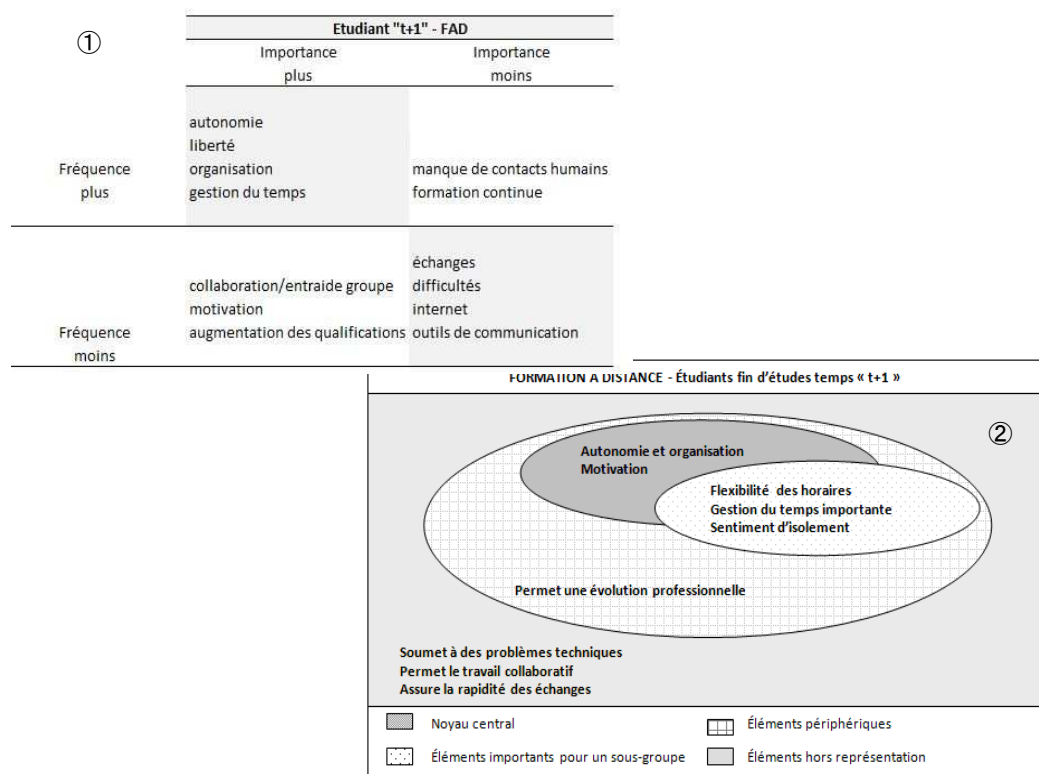 ①
Etudiant "t+1" - FAD
Importance plus
Importance moins
autonomie
liberté
Fréquence plus
organisation
gestion du temps
manque de contacts humains
formation continue
Fréquence moins
collaboration/entraide groupe
motivation
augmentation des qualifications
échanges
difficultés
internet
outils de communication
FORMATION A DISTANCE - Étudiants fin d'études temps « t+1 »
②
Autonomie et organisation
Motivation
Flexibilité des horaires
Gestion du temps importante
Sentiment d'isolement
Permet une évolution professionnelle
Soumet à des problèmes techniques
Permet le travail collaboratif
Assure la rapidité des échanges
Noyau central
Éléments périphériques
Éléments importants pour un sous-groupe
Éléments hors représentation